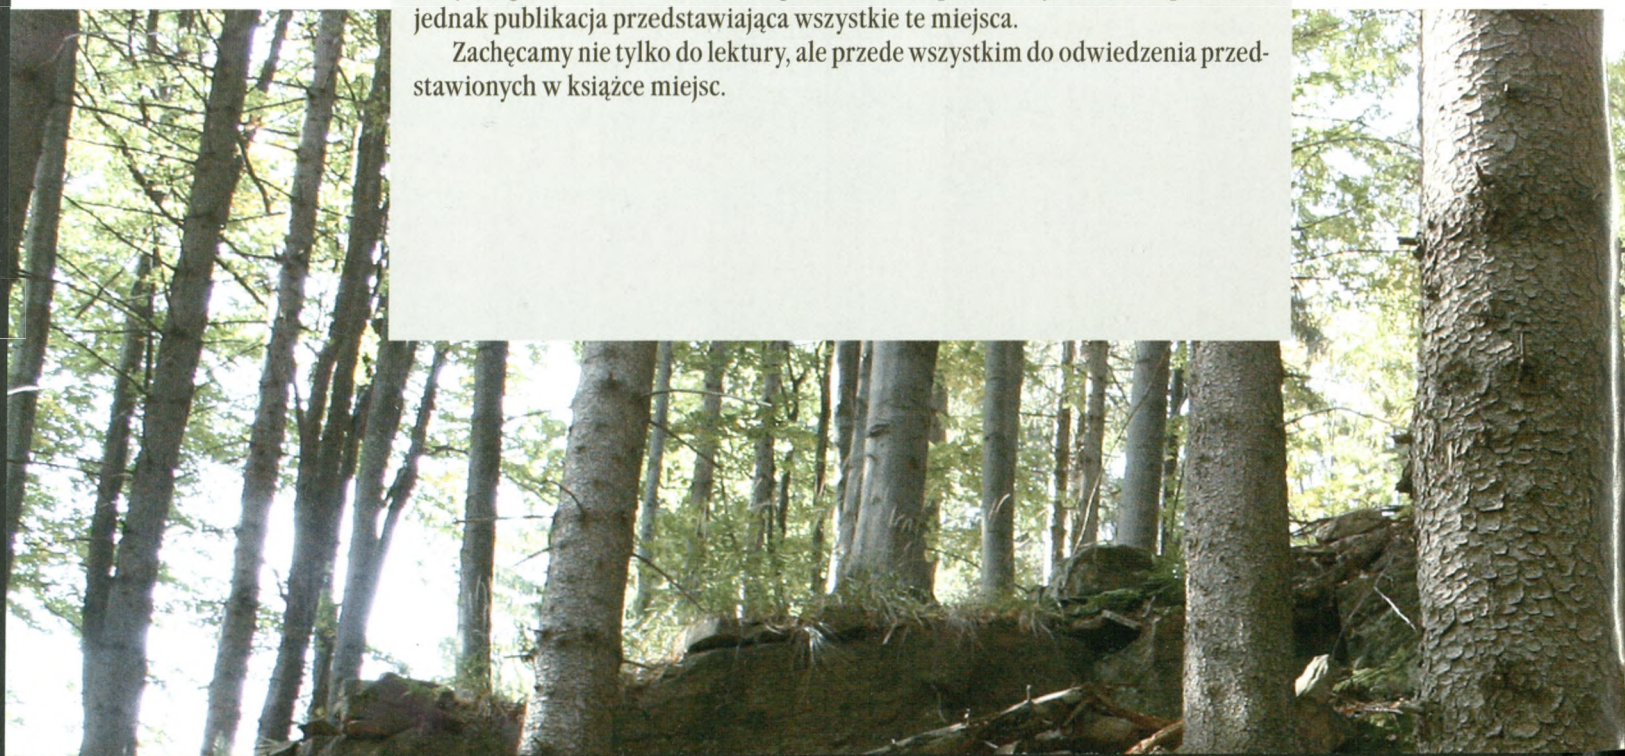 jednak publikacja przedstawiająca wszystkie te miejsca.
Zachęcamy nie tylko do lektury, ale przede wszystkim do odwiedzenia przed-
stawionych w książce miejsc.